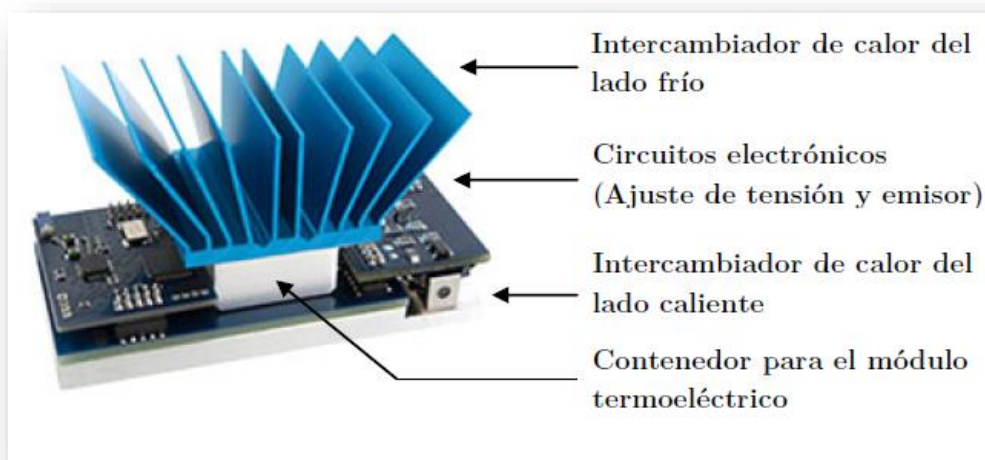 Intercambiador de calor del
lado frío
Circuitos electrónicos
(Ajuste de tensión y emisor)
Intercambiador de calor del
lado caliente
Contenedor para el módulo
termoeléctrico